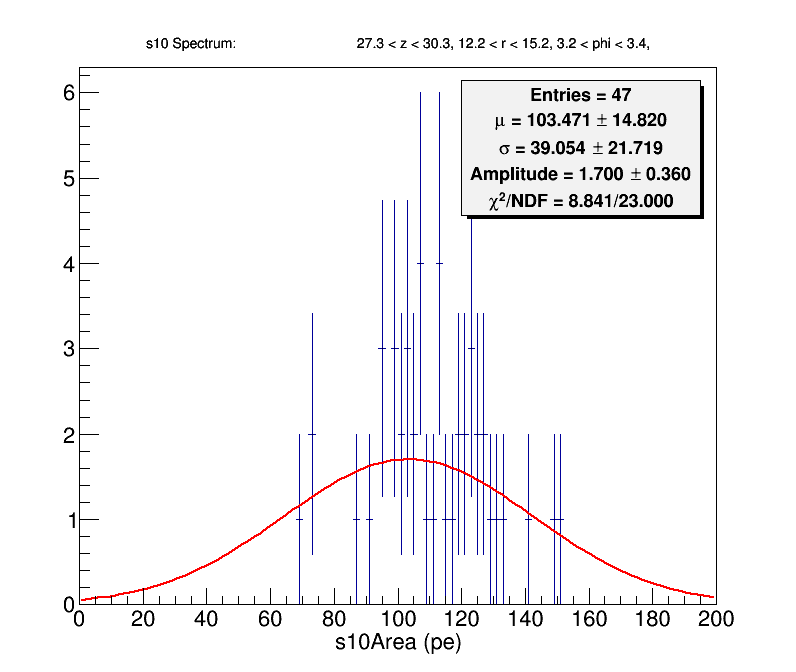 s10 Spectrum: 27.3 < z < 30.3, 12.2 < r < 15.2, 3.2 < phi < 3.4,
Entries = 47
μ = 103.471 ± 14.820
σ = 39.054 ± 21.719
Amplitude = 1.700 ± 0.360
χ²/NDF = 8.841/23.000
6
5
4
3
2
1
0
0 20 40 60 80 100 120 140 160 180 200
s10Area (pe)